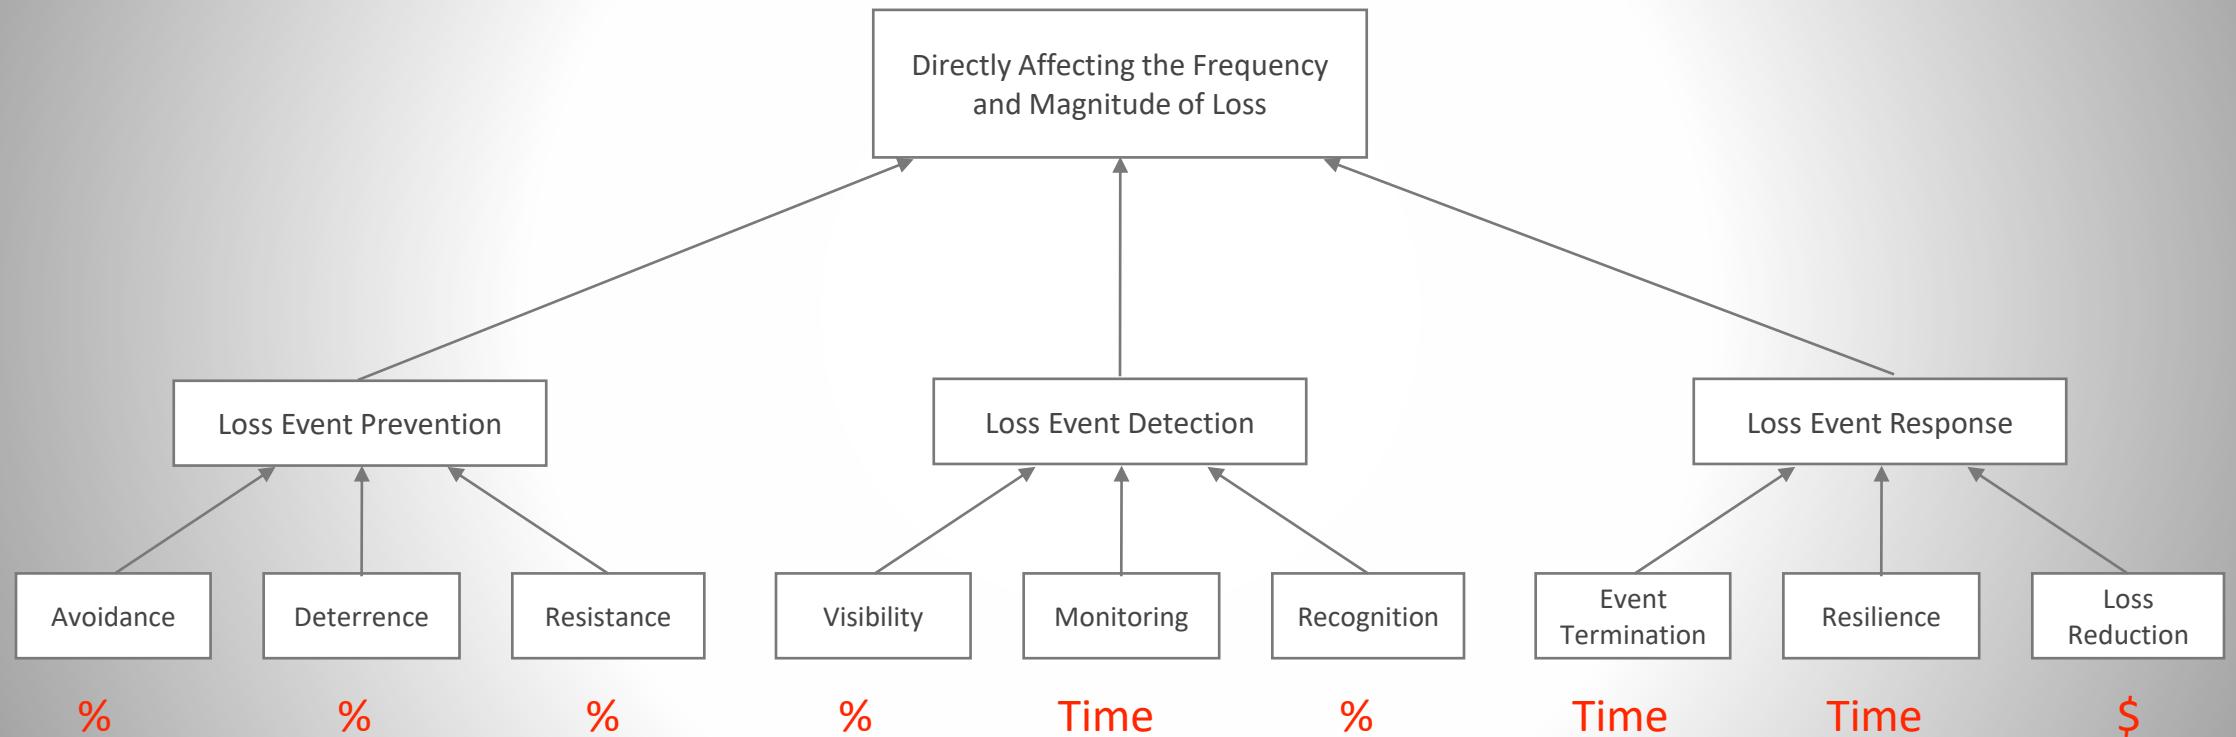 Directly Affecting the Frequency
and Magnitude of Loss
Loss Event Prevention
Loss Event Detection
Loss Event Response
Avoidance
Deterrence
Resistance
Visibility
Monitoring
Recognition
Event
Termination
Resilience
Loss
Reduction
%
%
%
%
Time
%
Time
Time
$